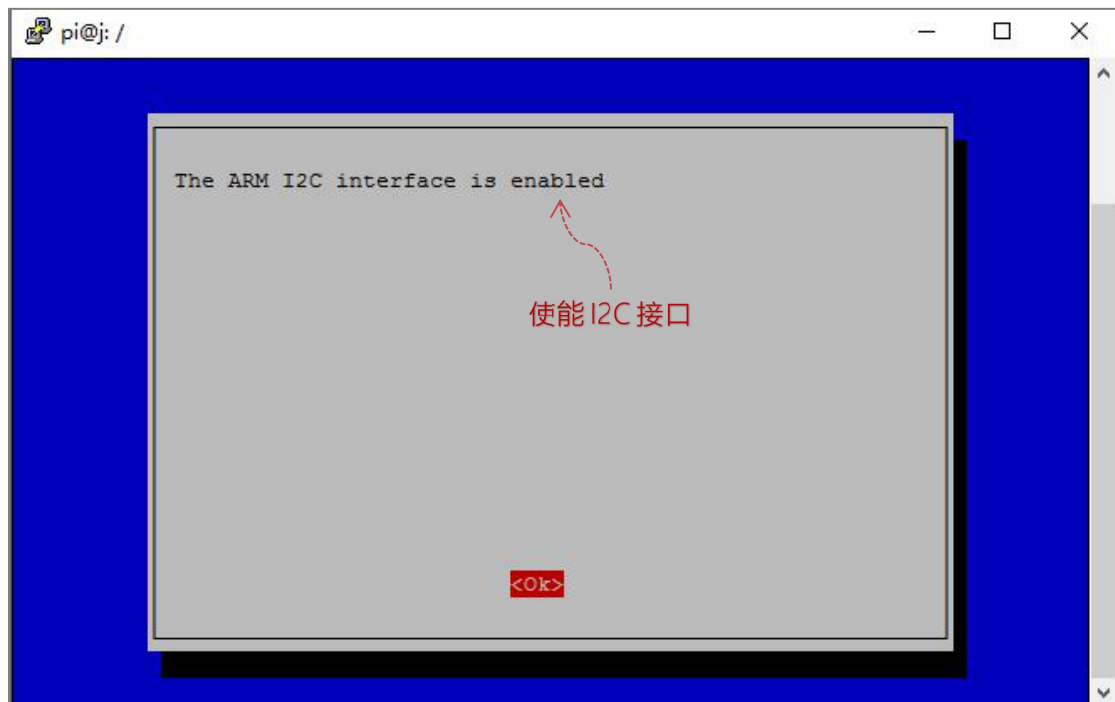 pi@j: /
The ARM I2C interface is enabled
使能 I2C 接口
<Ok>